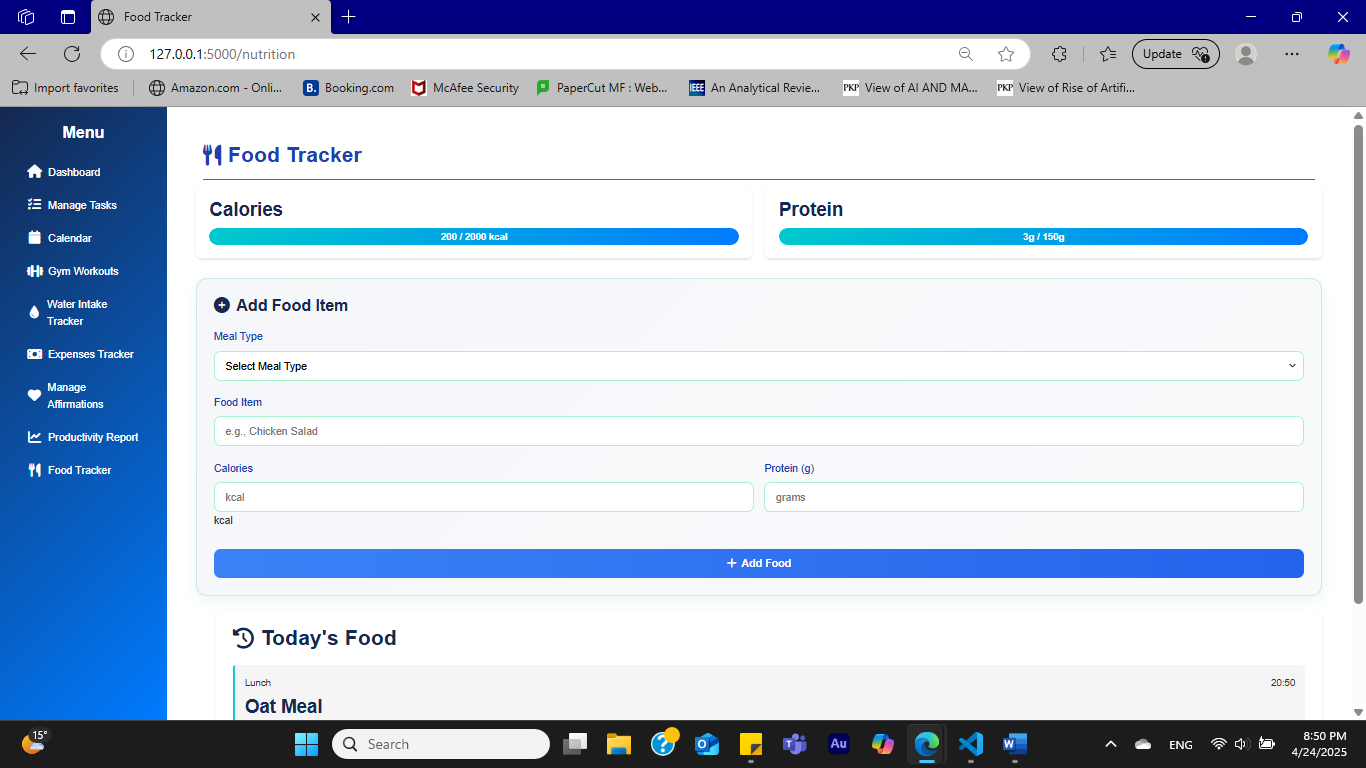 Food Tracker
127.0.0.1:5000/nutrition
Update
Import favorites
Amazon.com - Onli...
B.
Booking.com
McAfee Security
PaperCut MF : Web...
IEEE
An Analytical Revie...
PKP
View of AI AND MA...
PKP
View of Rise of Artifi...
Menu
Dashboard
Manage Tasks
Calendar
Gym Workouts
Water Intake
Tracker
Expenses Tracker
Manage
Affirmations
Productivity Report
Food Tracker
Food Tracker
Calories
200 / 2000 kcal
Protein
3g / 150g
Add Food Item
Meal Type
Select Meal Type
Food Item
e.g., Chicken Salad
Calories
Protein (g)
kcal
grams
kcal
Add Food
Today's Food
Lunch
20:50
Oat Meal
15°
Search
Au
ENG
8:50 PM
4/24/2025